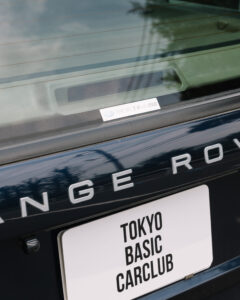 ANGE ROV
TOKYO
BASIC
CARCLUB